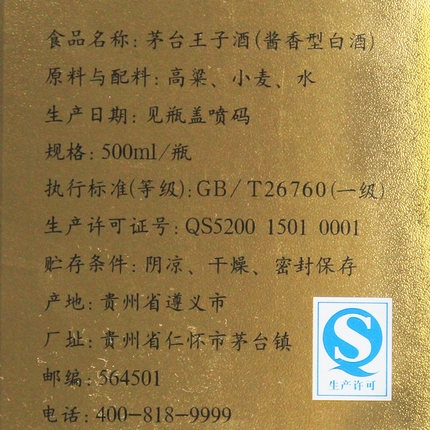 食品名称: 茅台王子酒(酱香型白酒)
原料与配料: 高粱、小麦、水
生产日期: 见瓶盖喷码
规格: 500ml/瓶
执行标准(等级): GB/T26760(一级)
生产许可证号: QS5200 1501 0001
贮存条件: 阴凉、干燥、密封保存
产地: 贵州省遵义市
厂址: 贵州省仁怀市茅台镇
邮编: 564501
电话: 400-818-9999
QS
生产许可